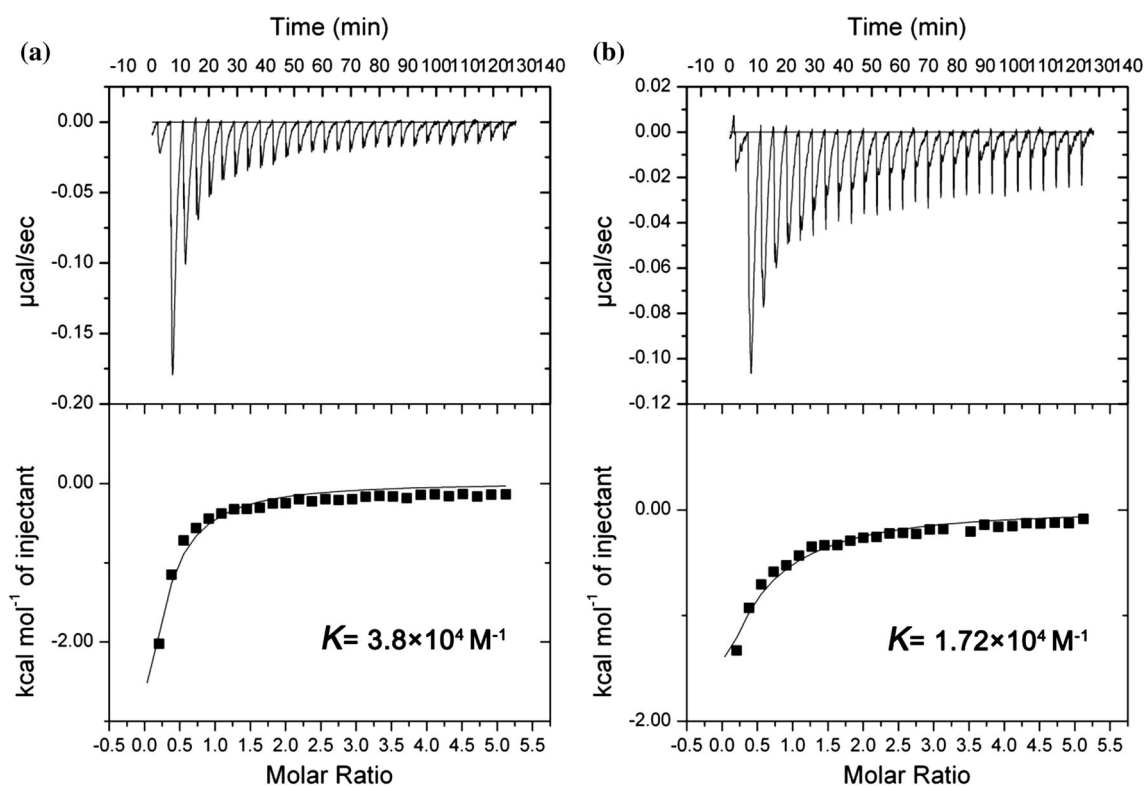 (a)
Time (min)
-10 0 10 20 30 40 50 60 70 80 90 100 110 120 130 140
0.00
-0.05
-0.10
-0.15
-0.20
µcal/sec
0.00
-2.00
kcal mol⁻¹ of injectant
K= 3.8×10⁴ M⁻¹
-0.5 0.0 0.5 1.0 1.5 2.0 2.5 3.0 3.5 4.0 4.5 5.0 5.5
Molar Ratio
(b)
Time (min)
-10 0 10 20 30 40 50 60 70 80 90 100 110 120 130 140
0.02
0.00
-0.02
-0.04
-0.06
-0.08
-0.10
-0.12
µcal/sec
0.00
-2.00
kcal mol⁻¹ of injectant
K= 1.72×10⁴ M⁻¹
-0.5 0.0 0.5 1.0 1.5 2.0 2.5 3.0 3.5 4.0 4.5 5.0 5.5
Molar Ratio